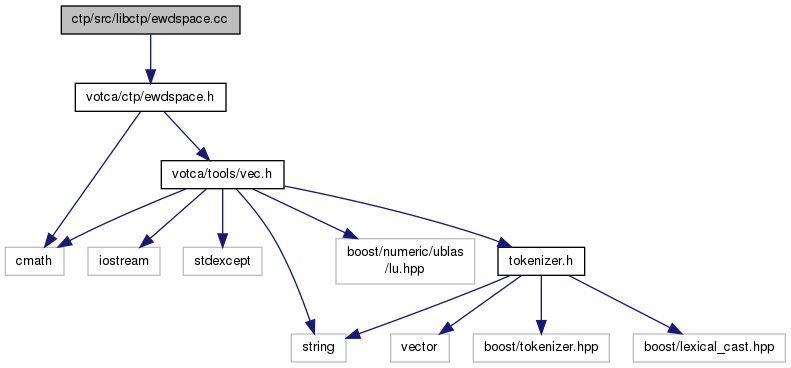 ctp/src/libctp/ewdspace.cc
votca/ctp/ewdspace.h
votca/tools/vec.h
cmath
iostream
stdexcept
boost/numeric/ublas
/lu.hpp
tokenizer.h
string
vector
boost/tokenizer.hpp
boost/lexical_cast.hpp